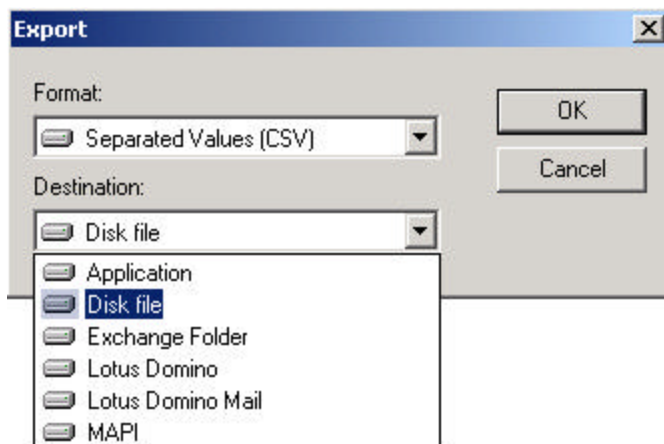 Export
Format:
Separated Values (CSV)
OK
Cancel
Destination:
Disk file
Application
Disk file
Exchange Folder
Lotus Domino
Lotus Domino Mail
MAPI